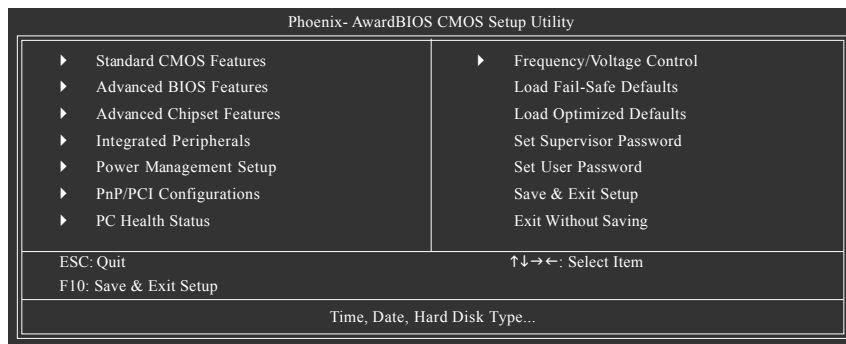 Phoenix- AwardBIOS CMOS Setup Utility
Standard CMOS Features
Advanced BIOS Features
Advanced Chipset Features
Integrated Peripherals
Power Management Setup
PnP/PCI Configurations
PC Health Status
Frequency/Voltage Control
Load Fail-Safe Defaults
Load Optimized Defaults
Set Supervisor Password
Set User Password
Save & Exit Setup
Exit Without Saving
ESC: Quit
↑↓→←: Select Item
F10: Save & Exit Setup
Time, Date, Hard Disk Type...